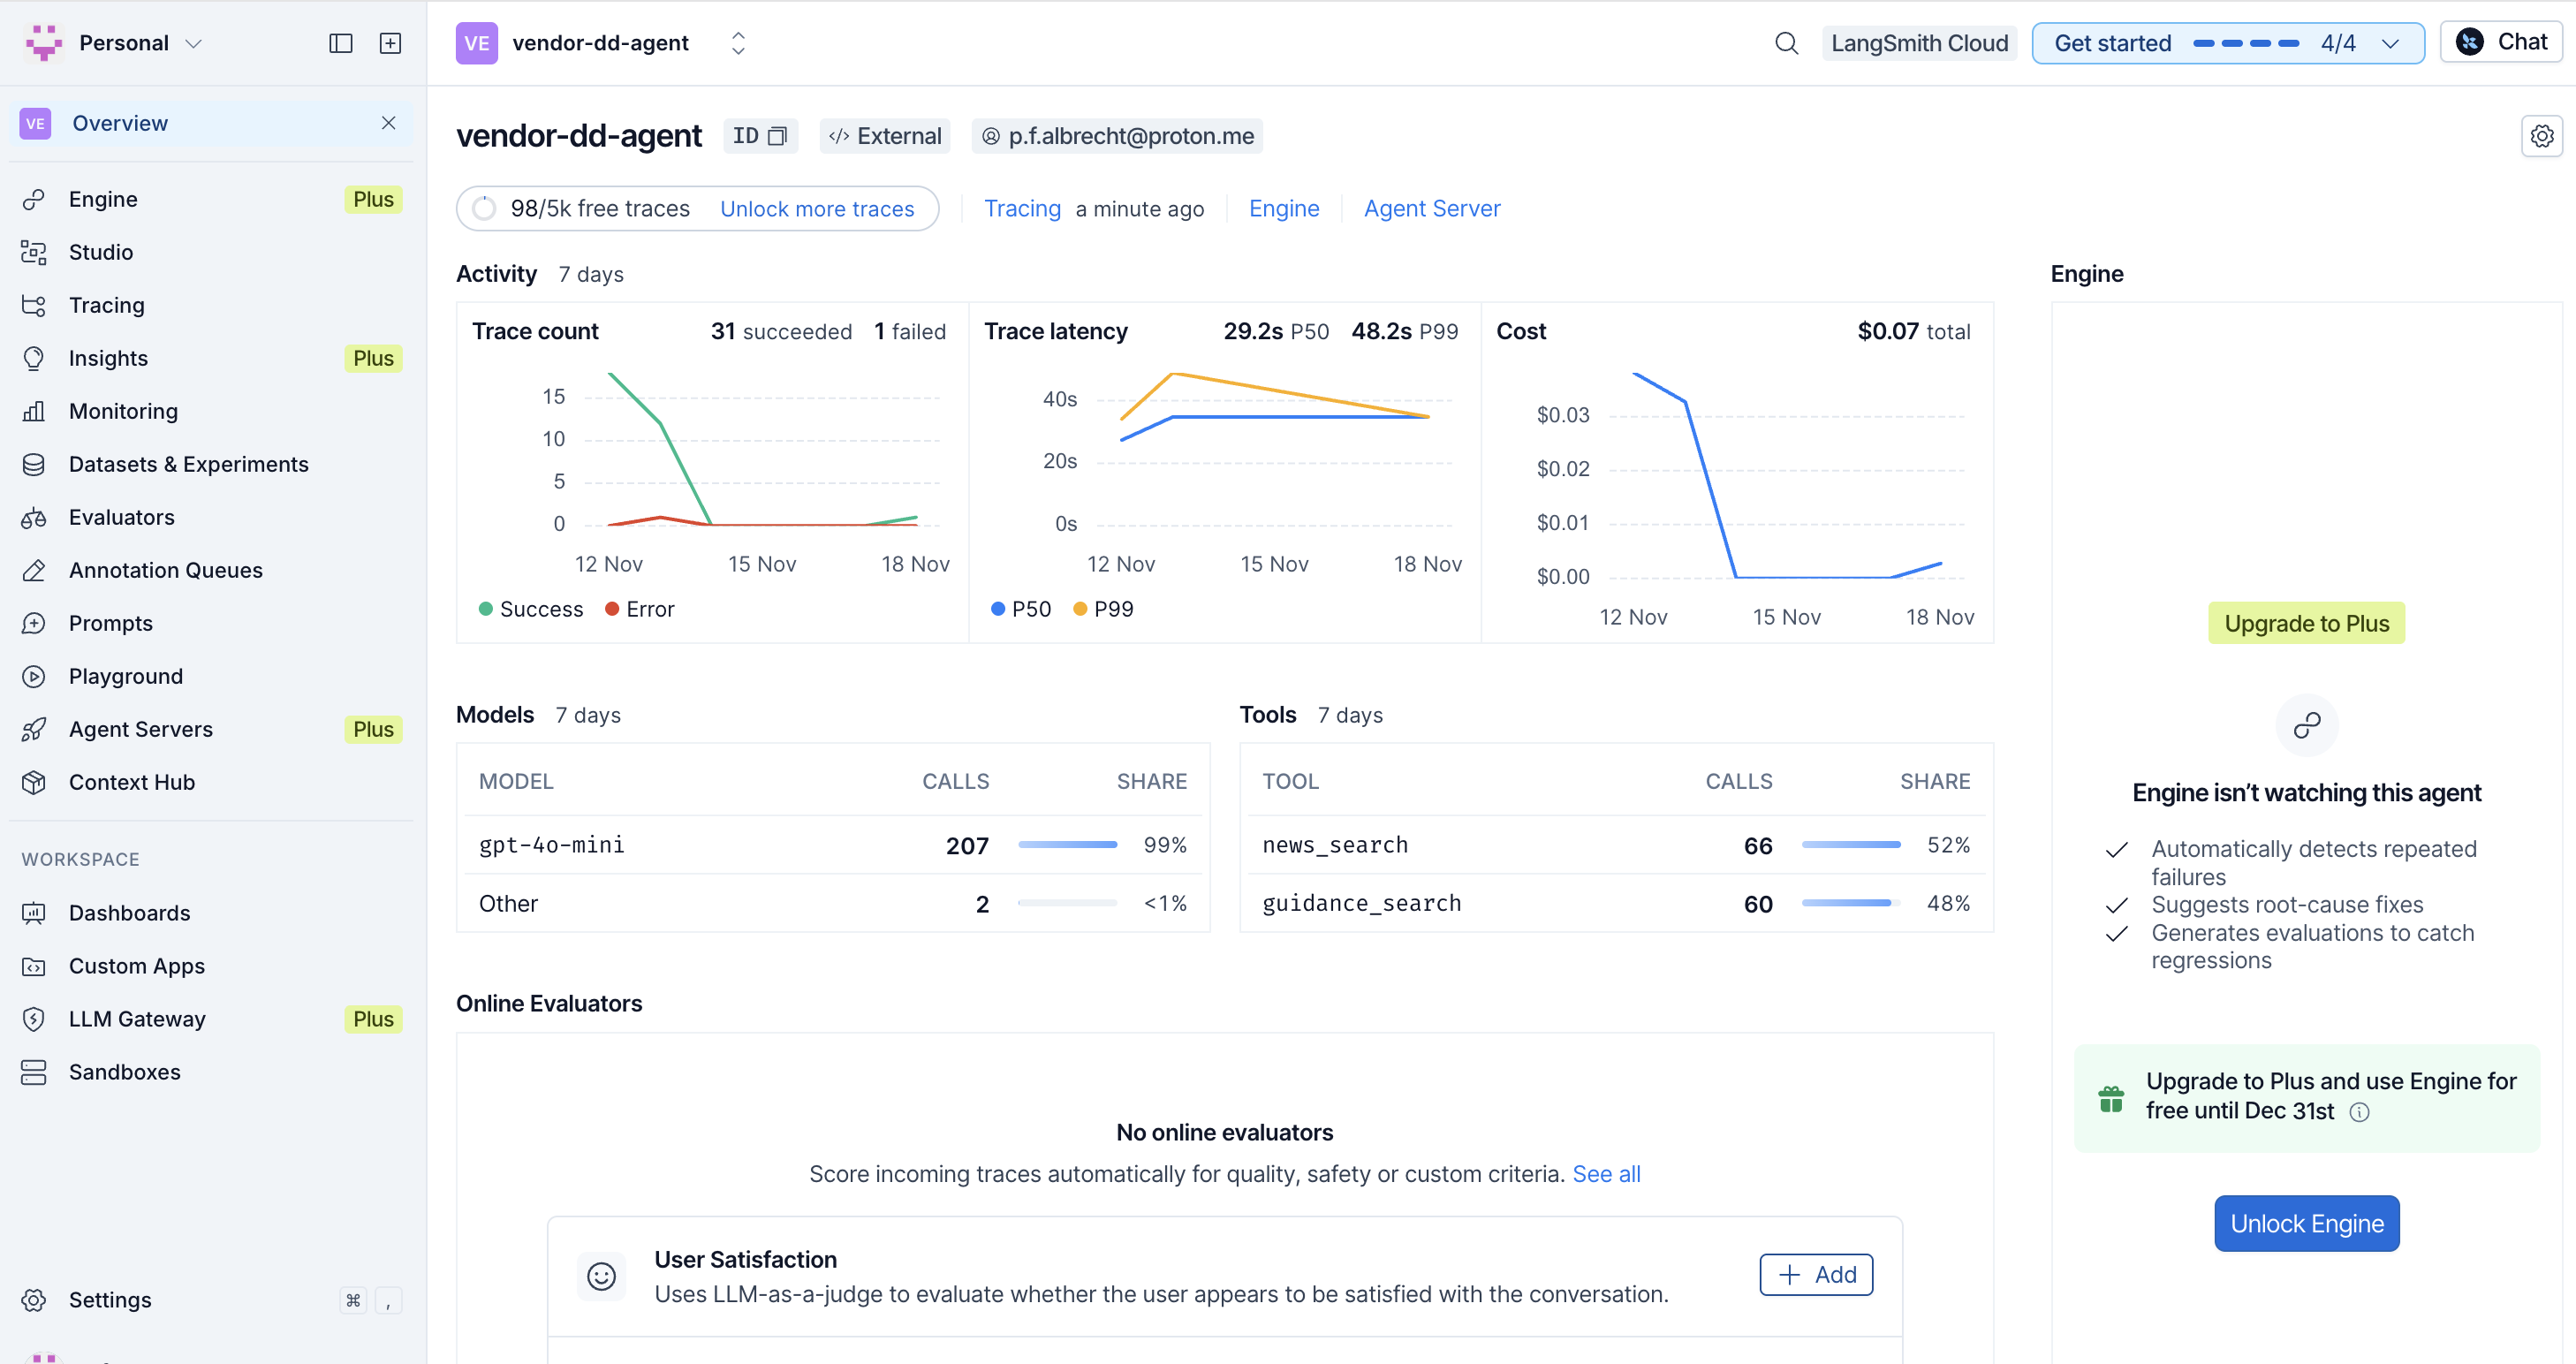 Personal
VE Overview
Engine Plus
Studio
Tracing
Insights Plus
Monitoring
Datasets & Experiments
Evaluators
Annotation Queues
Prompts
Playground
Agent Servers Plus
Context Hub
WORKSPACE
Dashboards
Custom Apps
LLM Gateway Plus
Sandboxes
Settings ⌘ ,
VE vendor-dd-agent
LangSmith Cloud
Get started 4/4
Chat
vendor-dd-agent ID </> External p.f.albrecht@proton.me
98/5k free traces Unlock more traces Tracing a minute ago Engine Agent Server
Activity 7 days
Trace count 31 succeeded 1 failed
15
10
5
0
12 Nov 15 Nov 18 Nov
Success Error
Trace latency 29.2s P50 48.2s P99
40s
20s
0s
12 Nov 15 Nov 18 Nov
P50 P99
Cost $0.07 total
$0.03
$0.02
$0.01
$0.00
12 Nov 15 Nov 18 Nov
Models 7 days
MODEL CALLS SHARE
gpt-4o-mini 207 99%
Other 2 <1%
Tools 7 days
TOOL CALLS SHARE
news_search 66 52%
guidance_search 60 48%
Online Evaluators
No online evaluators
Score incoming traces automatically for quality, safety or custom criteria. See all
User Satisfaction
Uses LLM-as-a-judge to evaluate whether the user appears to be satisfied with the conversation.
Add
Engine
Upgrade to Plus
Engine isn’t watching this agent
Automatically detects repeated
failures
Suggests root-cause fixes
Generates evaluations to catch
regressions
Upgrade to Plus and use Engine for
free until Dec 31st
Unlock Engine